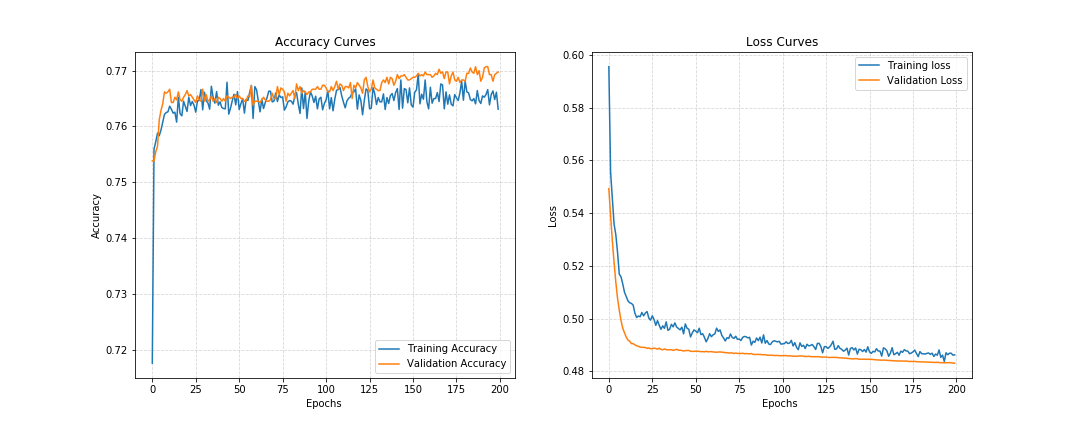 Accuracy Curves
0.77
0.76
0.75
0.74
0.73
0.72
Accuracy
0 25 50 75 100 125 150 175 200
Epochs
Training Accuracy
Validation Accuracy
Loss Curves
0.60
0.58
0.56
0.54
0.52
0.50
0.48
Loss
0 25 50 75 100 125 150 175 200
Epochs
Training loss
Validation Loss